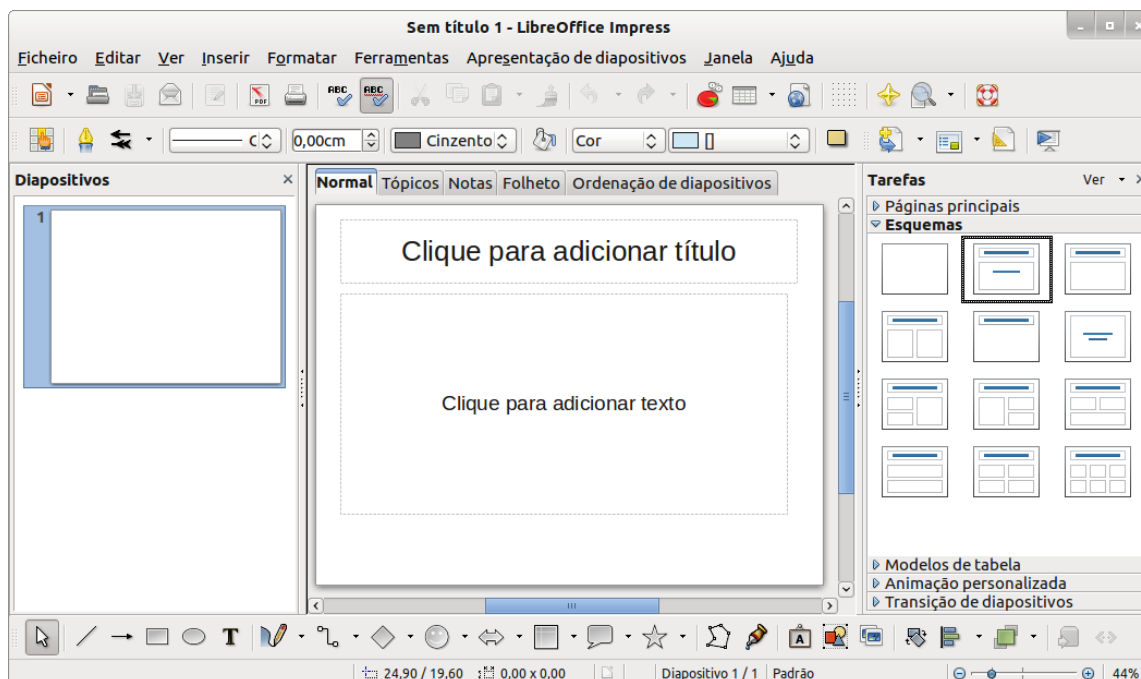 Sem título 1 - LibreOffice Impress
Ficheiro Editar Ver Inserir Formatar Ferramentas Apresentação de diapositivos Janela Ajuda
PDF ABC ABC
C 0,00cm Cinzento Cor []
Diapositivos Normal Tópicos Notas Folheto Ordenação de diapositivos Tarefas Ver
1
Páginas principais
Esquemas
Clique para adicionar título
Clique para adicionar texto
Modelos de tabela
Animação personalizada
Transição de diapositivos
T A
24,90 / 19,60 0,00 x 0,00 Diapositivo 1 / 1 Padrão 44%